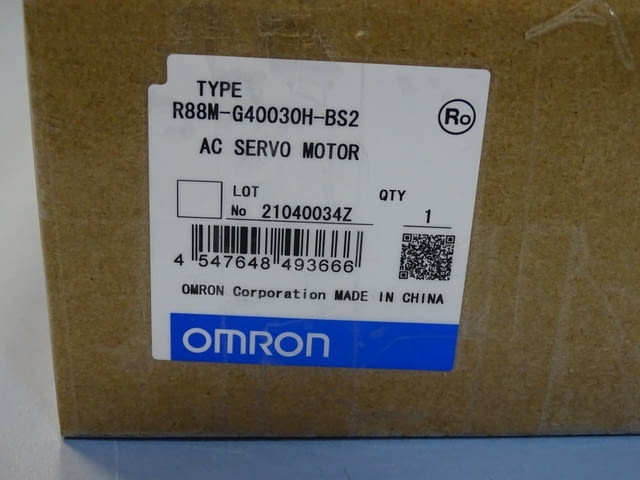 TYPE
R88M-G40030H-BS2
Ro
AC SERVO MOTOR
LOT
No 21040034Z
QTY
1
4 547648 493666
OMRON Corporation MADE IN CHINA
OMRON